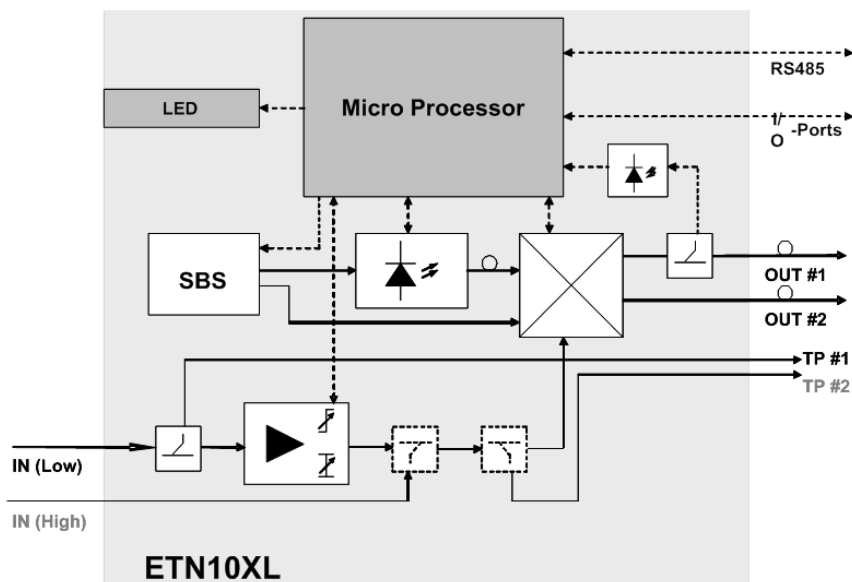 Micro Processor
LED
RS485
I/
O -Ports
SBS
OUT #1
OUT #2
TP #1
TP #2
IN (Low)
IN (High)
ETN10XL